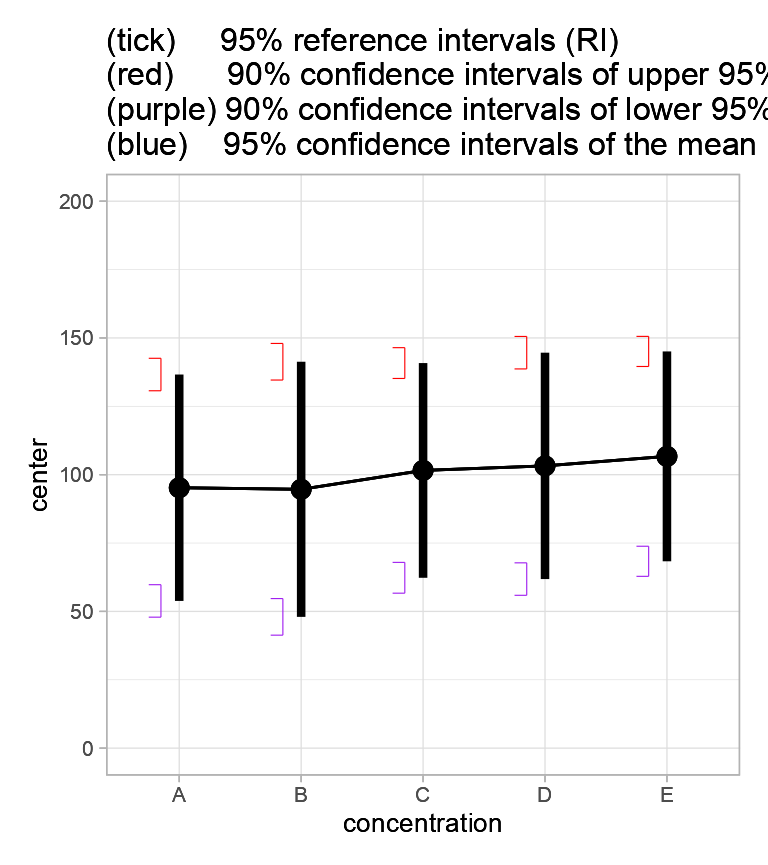 (tick) 95% reference intervals (RI)
(red) 90% confidence intervals of upper 95%
(purple) 90% confidence intervals of lower 95%
(blue) 95% confidence intervals of the mean
200
150
100
50
0
center
A B C D E
concentration